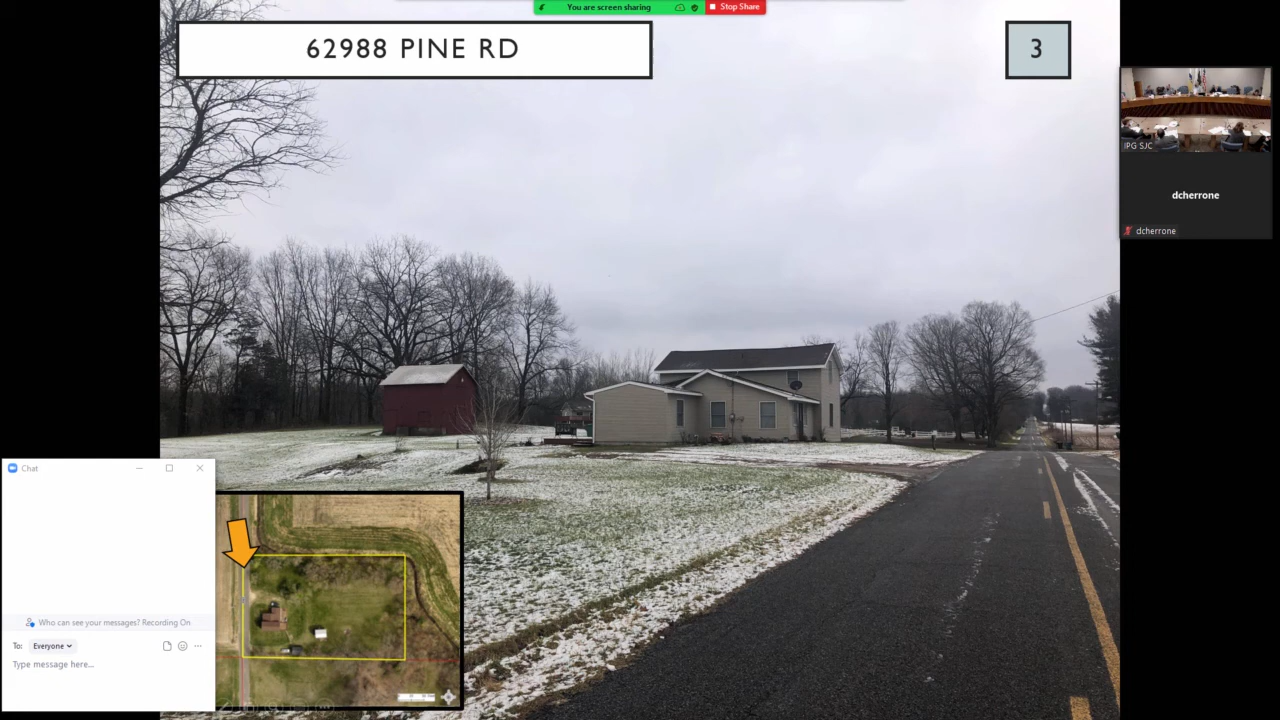 You are screen sharing
Stop Share
62988 PINE RD
3
IPG SJC
dcherrone
dcherrone
Chat
Who can see your messages? Recording On
To: Everyone
Type message here...